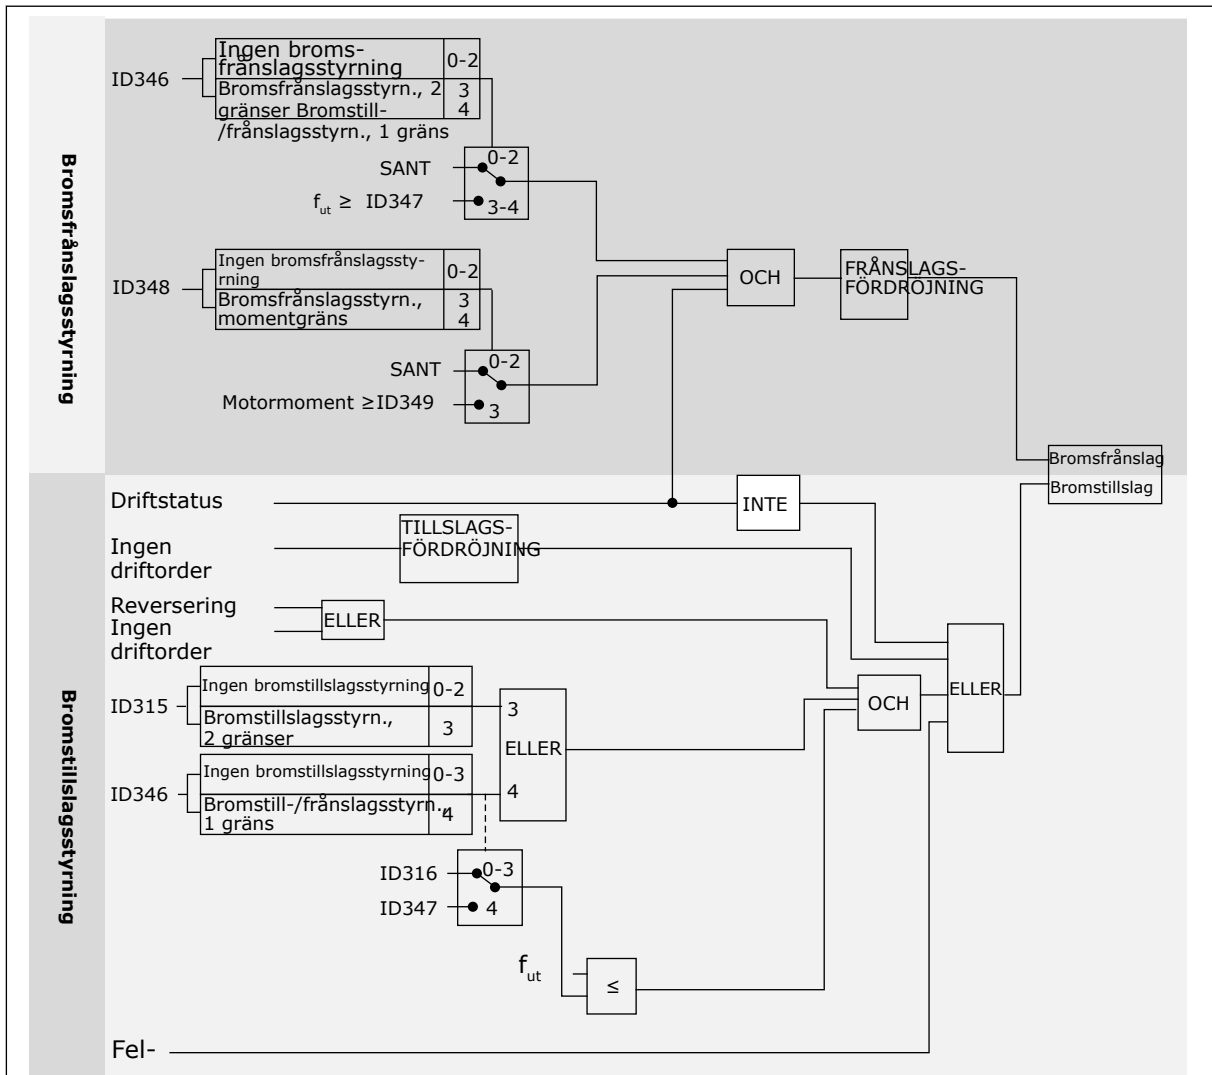 Bromsfrånslagsstyrning
ID346
Ingen broms-
frånslagsstyrning
0-2
Bromsfrånslagsstyrn., 2
gränser Bromstill-
/frånslagsstyrn., 1 gräns
3
4
SANT
0-2
fut ≥ ID347
3-4
ID348
Ingen bromsfrånslagssty-
rning
0-2
Bromsfrånslagsstyrn.,
momentgräns
3
4
SANT
0-2
Motormoment ≥ID349
3
OCH
FRÅNSLAGS-
FÖRDRÖJNING
Bromsfrånslag
Bromstillslag
Bromstillslagsstyrning
Driftstatus
INTE
Ingen
driftorder
TILLSLAGS-
FÖRDRÖJNING
Reversering
Ingen
driftorder
ELLER
ID315
Ingen bromstillslagsstyrning
0-2
Bromstillslagsstyrn.,
2 gränser
3
ID346
Ingen bromstillslagsstyrning
0-3
Bromstill-/frånslagsstyrn.,
1 gräns
4
3
ELLER
4
OCH
ELLER
ID316
0-3
ID347
4
fut
≤
Fel-